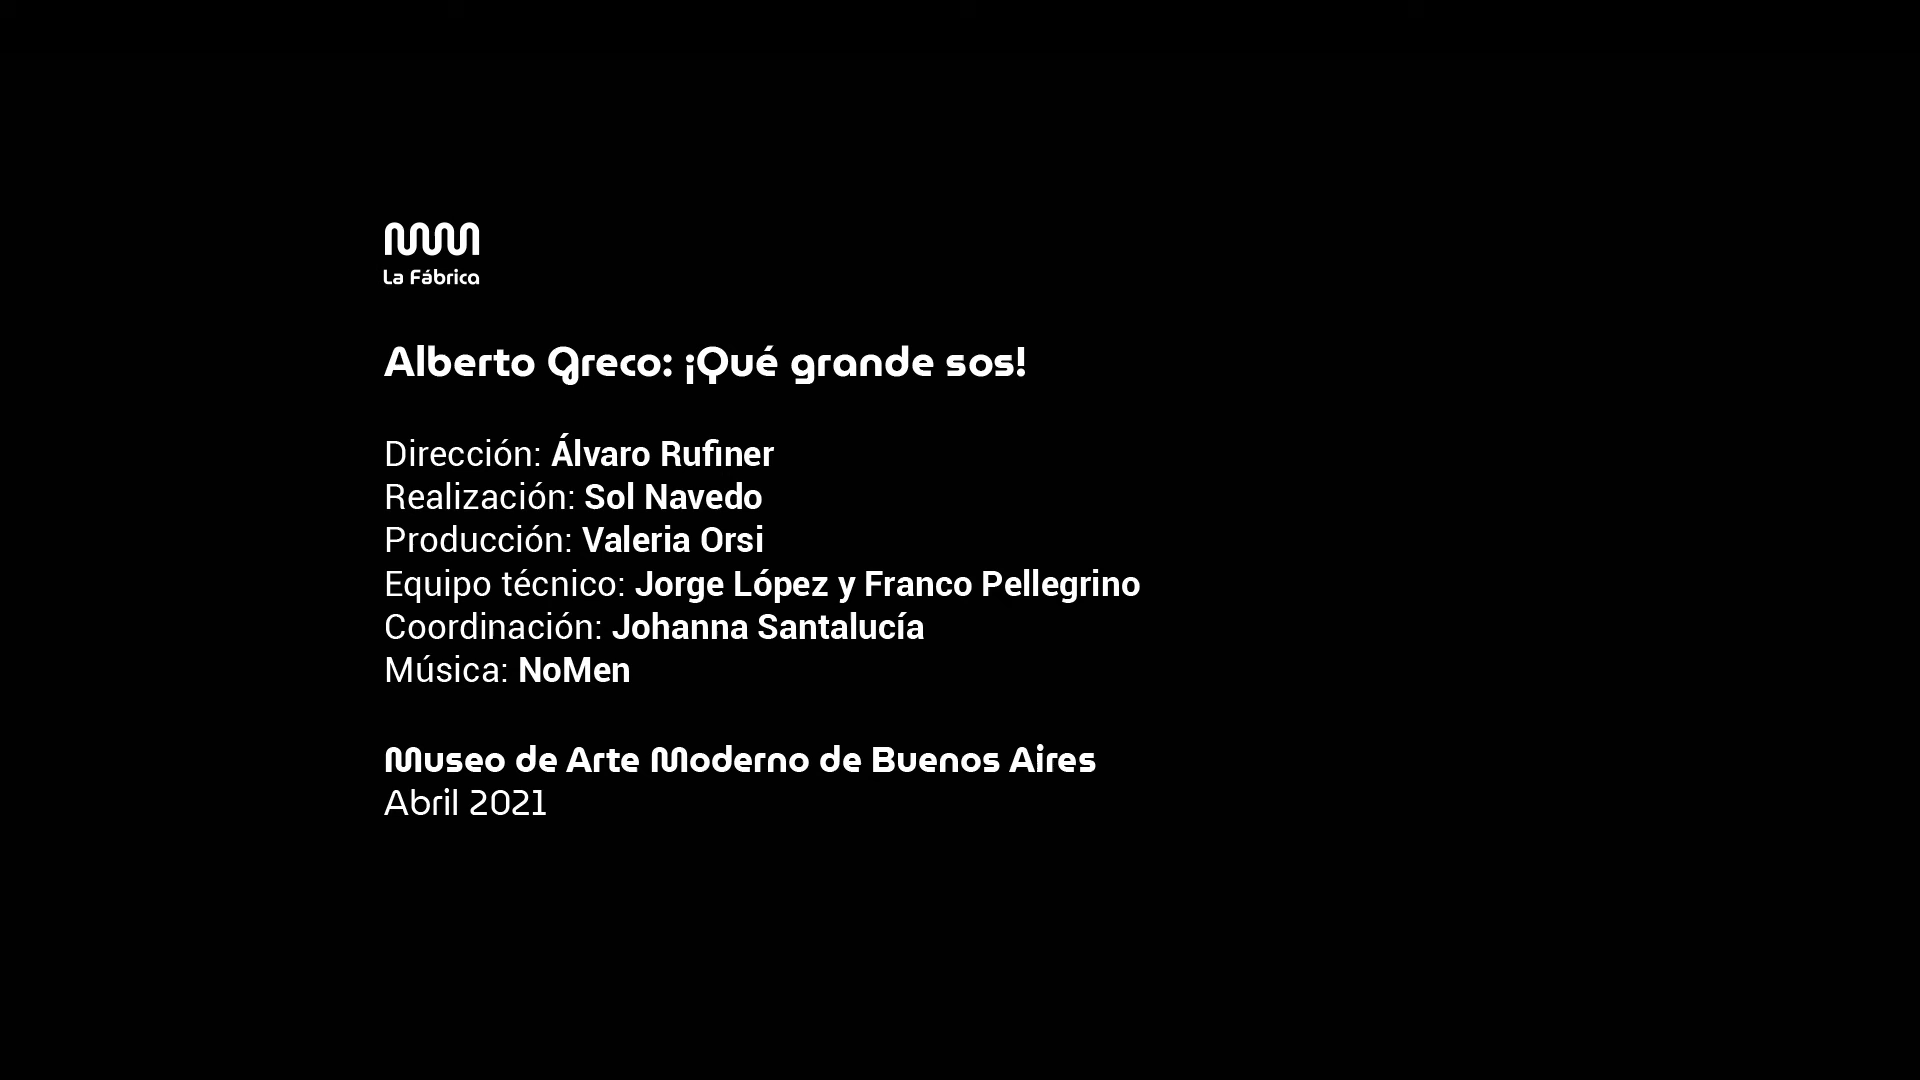 La Fábrica
Alberto Greco: ¡Qué grande sos!
Dirección: Álvaro Rufiner
Realización: Sol Navedo
Producción: Valeria Orsi
Equipo técnico: Jorge López y Franco Pellegrino
Coordinación: Johanna Santalucía
Música: NoMen
Museo de Arte Moderno de Buenos Aires
Abril 2021